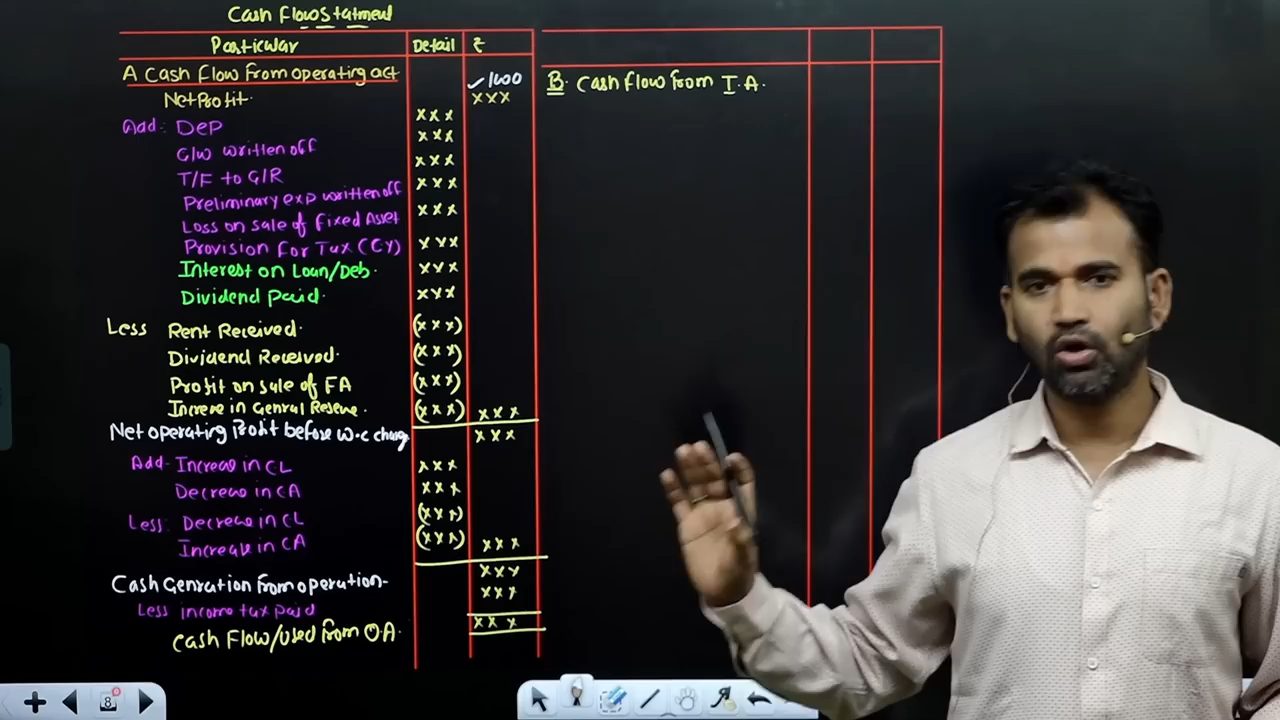 Cash Flow Statment
Particular Detail ₹
A Cash Flow From operating act
✓1600
Net Profit. xxx
Add: Dep xxx
G/w written off xxx
T/F to G/R xxx
Preliminary exp written off xxx
Loss on sale of Fixed Asset xxx
Provision for Tax (CY) xxx
Interest on Loan/Deb. xxx
Dividend Paid. xxx
Less Rent Received. (xxx)
Dividend Received. (xxx)
Profit on sale of FA (xxx)
Increse in Genral Reserve. (xxx) xxx
Net operating Profit before w.c charg xxx
Add Increase in CL xxx
Decrease in CA xxx
Less: Decrease in CL (xxx)
Increase in CA (xxx) xxx
Cash Genration From operation- xxx
Less income tax paid xxx
Cash Flow/used from OA. xxx
B. Cash flow from I.A.
8